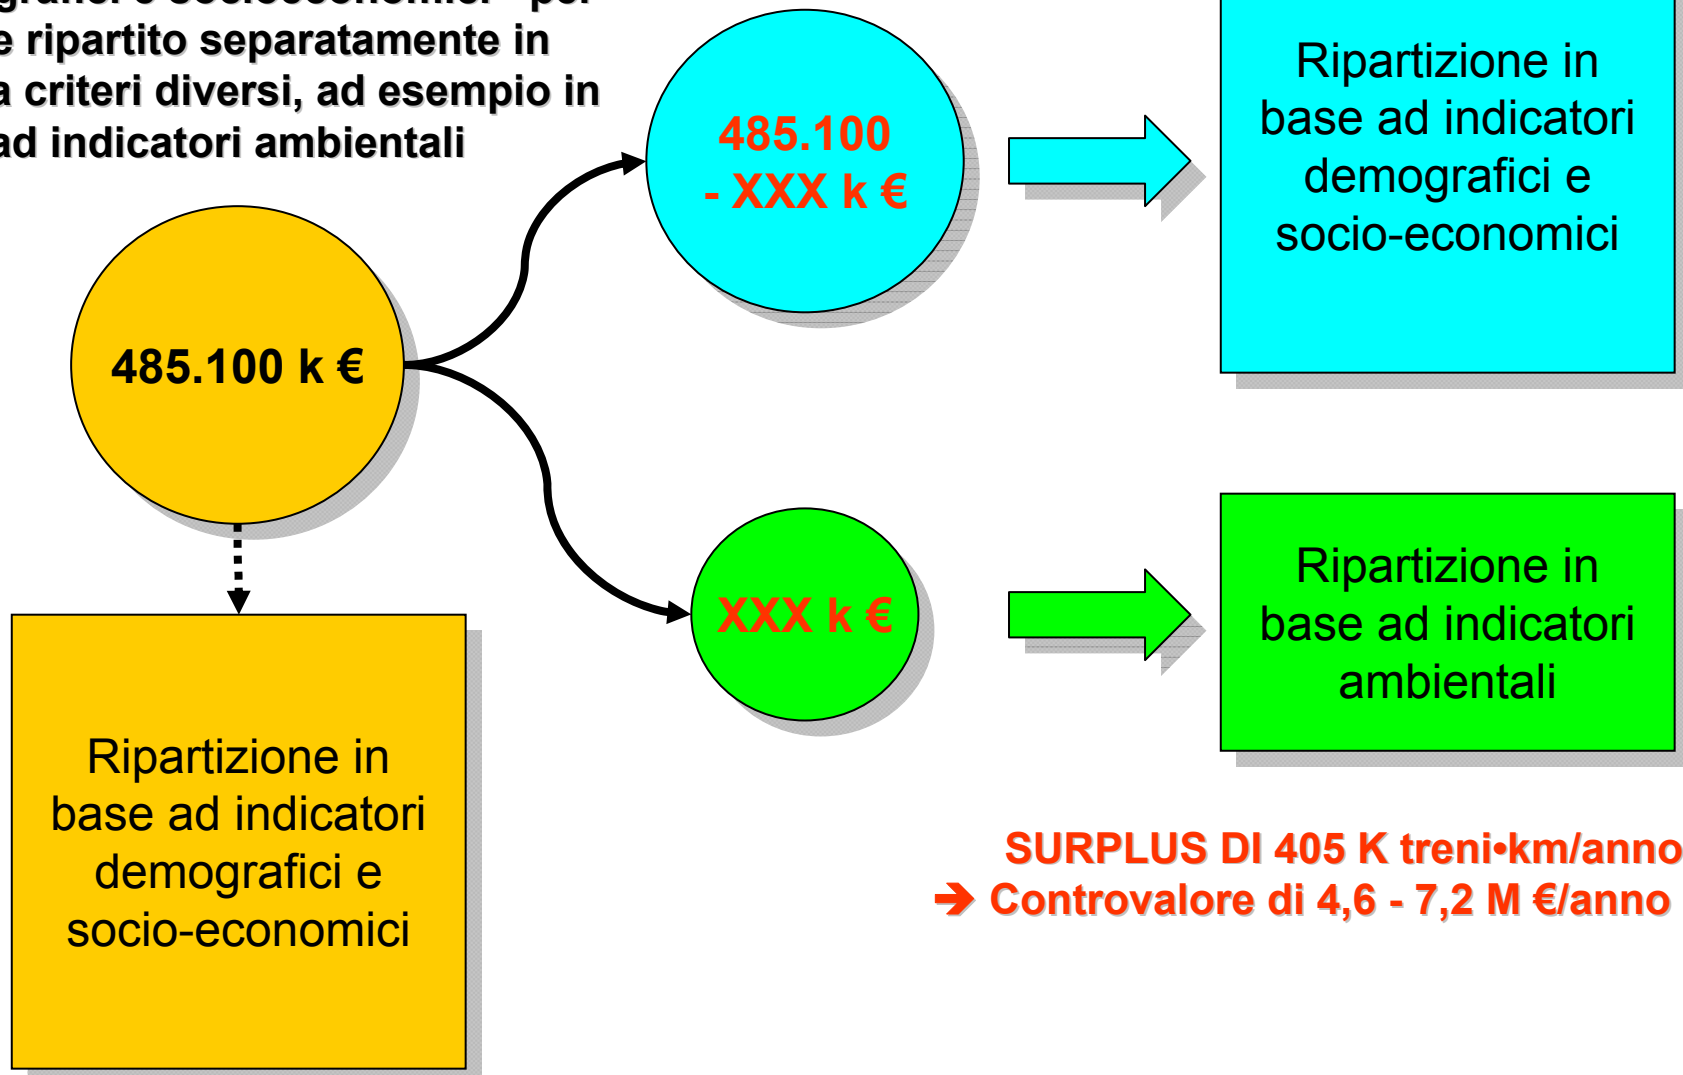 e ripartito separatamente in
a criteri diversi, ad esempio in
ad indicatori ambientali
485.100
- XXX k €
Ripartizione in
base ad indicatori
demografici e
socio-economici
485.100 k €
XXX k €
Ripartizione in
base ad indicatori
ambientali
Ripartizione in
base ad indicatori
demografici e
socio-economici
SURPLUS DI 405 K treni•km/anno
➔ Controvalore di 4,6 - 7,2 M €/anno